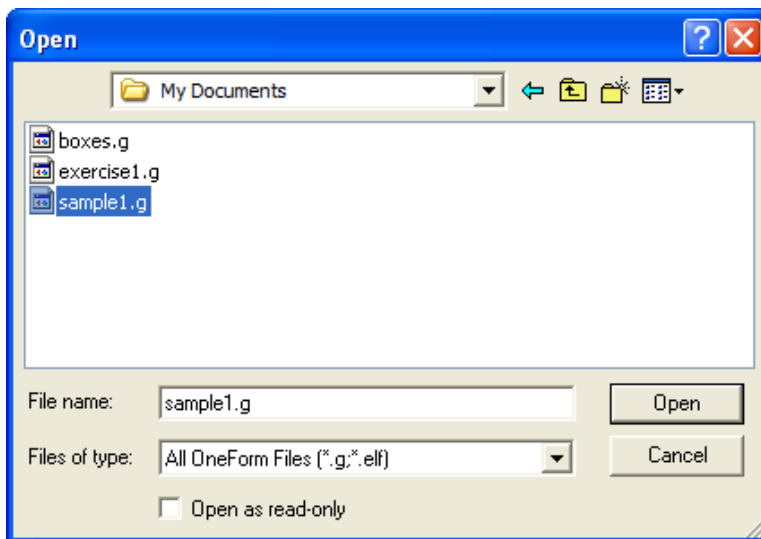 Open
My Documents
boxes.g
exercise1.g
sample1.g
File name: sample1.g Open
Files of type: All OneForm Files (*.g;*.elf) Cancel
Open as read-only